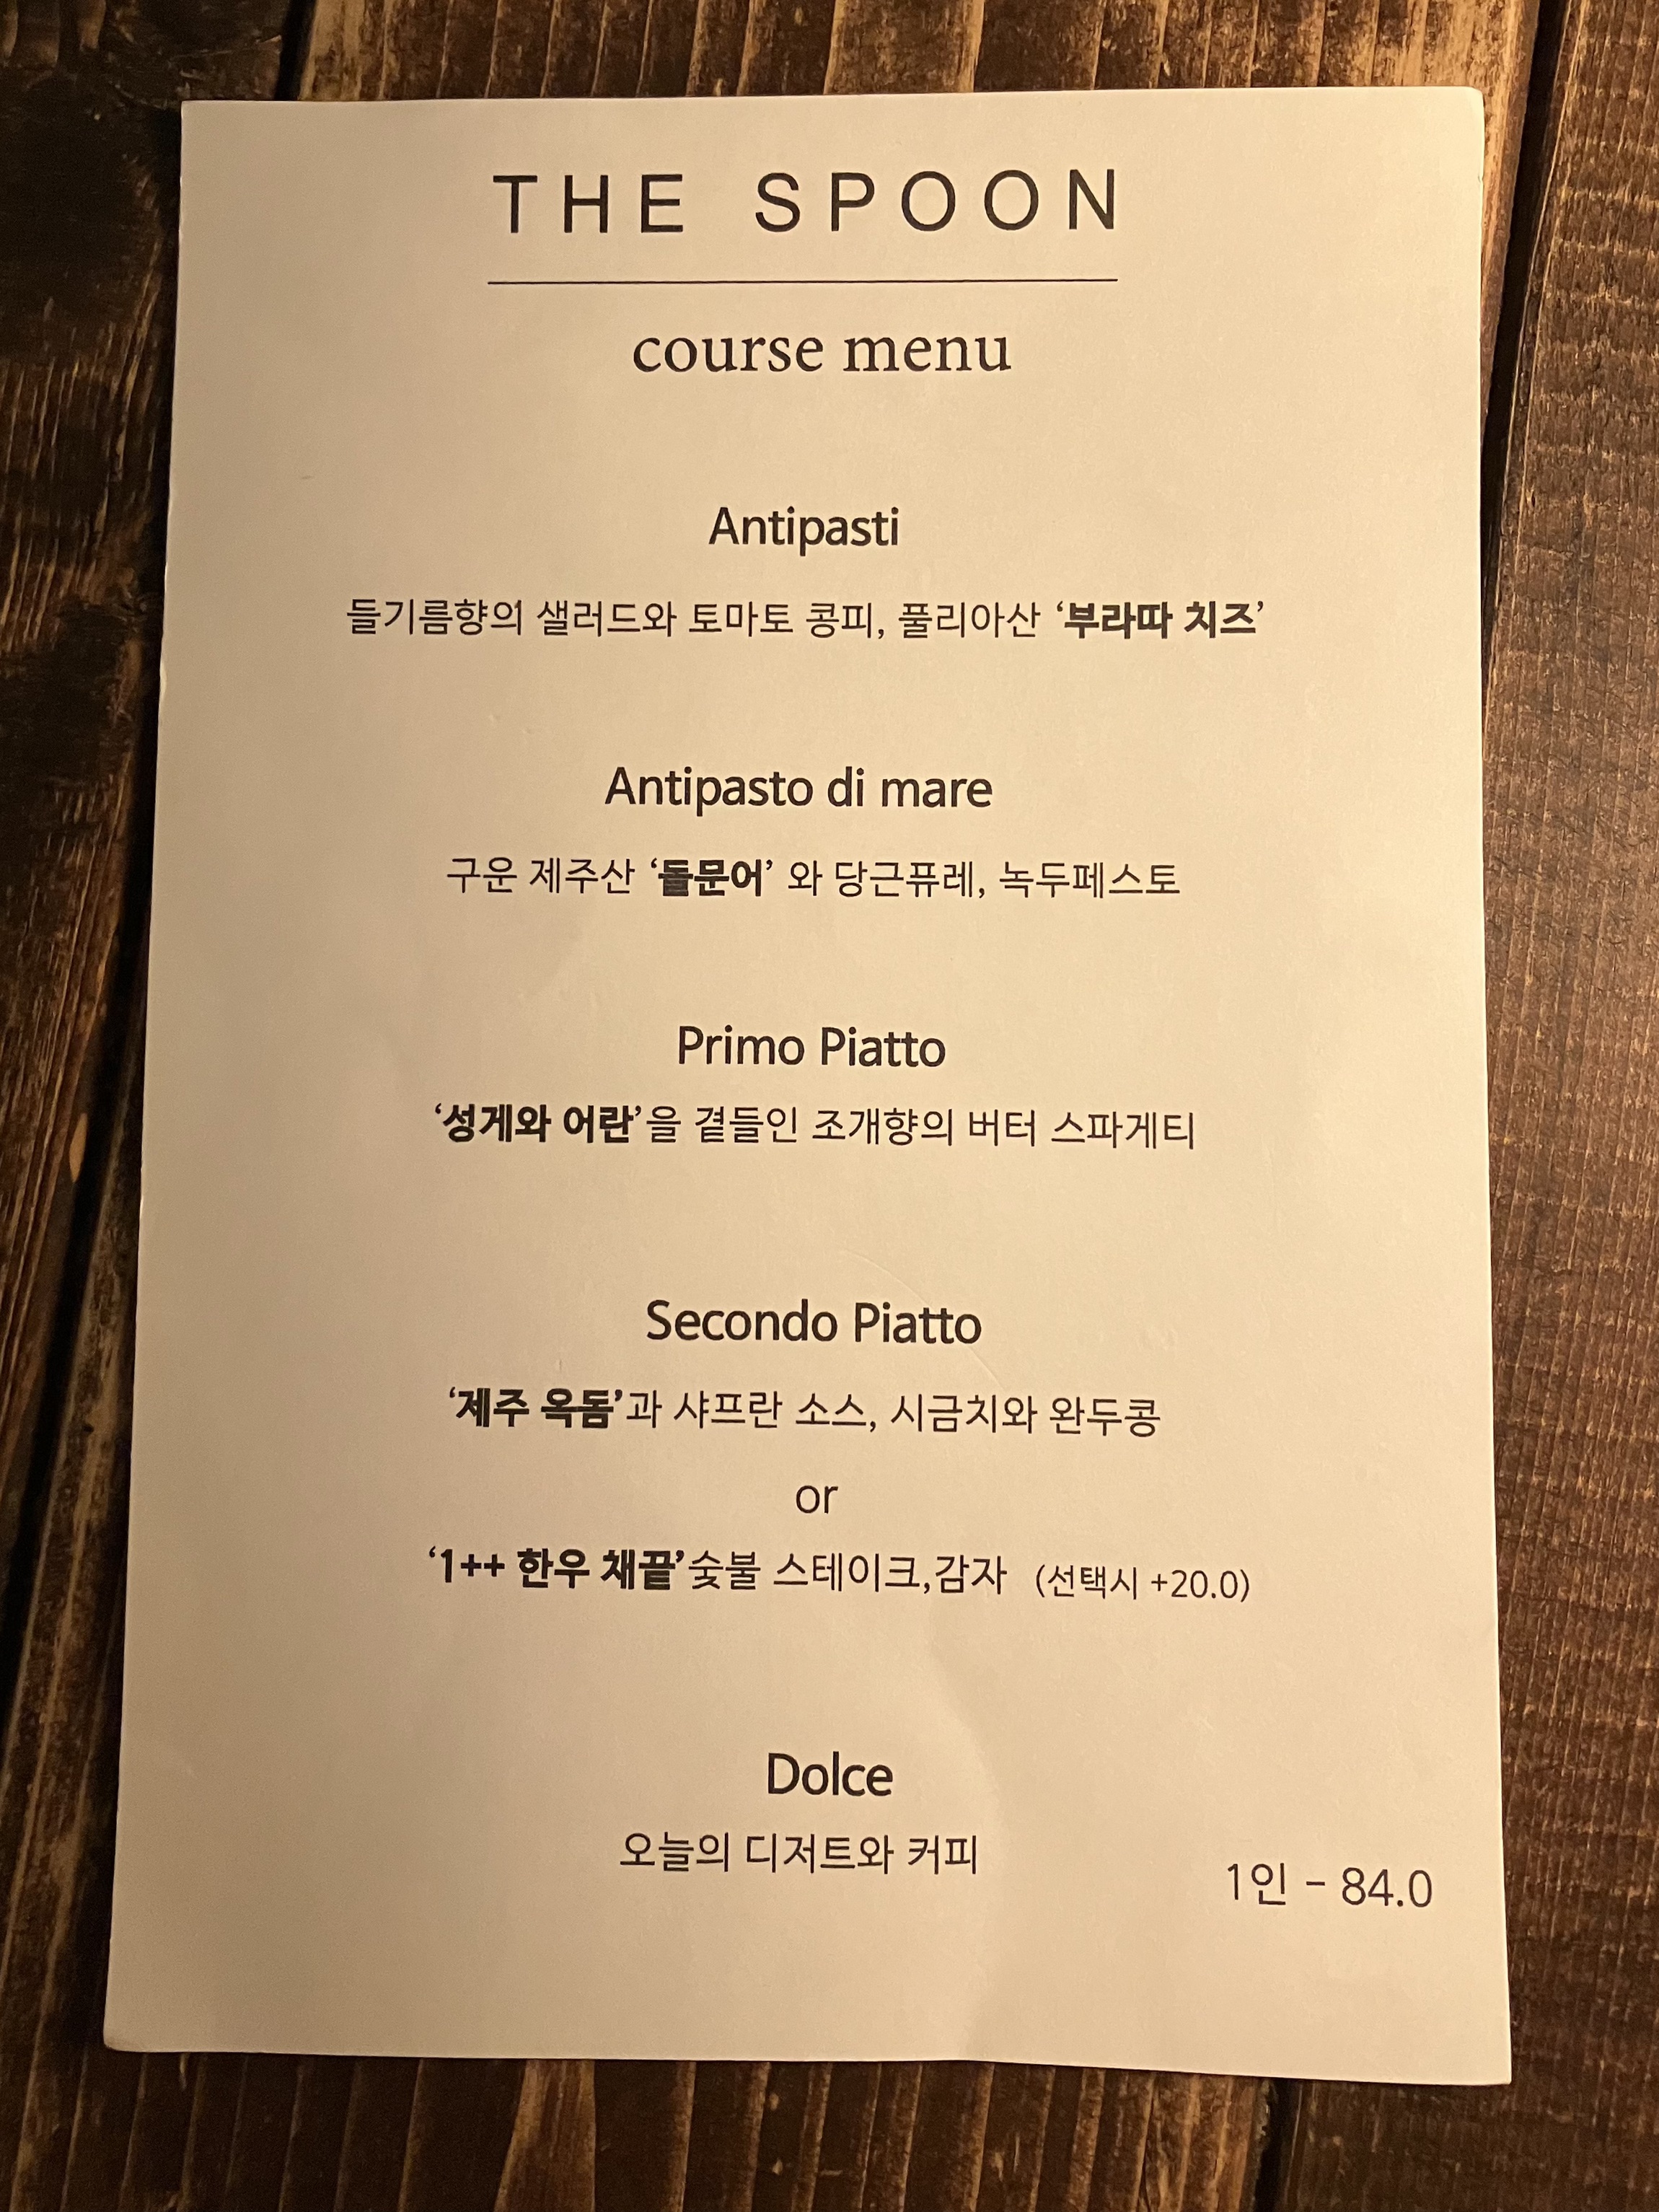 THE SPOON
course menu
Antipasti
들기름향의 샐러드와 토마토 콩피, 풀리아산 ‘부라따 치즈’
Antipasto di mare
구운 제주산 ‘돌문어’ 와 당근퓨레, 녹두페스토
Primo Piatto
‘성게와 어란’을 곁들인 조개향의 버터 스파게티
Secondo Piatto
‘제주 옥돔’과 샤프란 소스, 시금치와 완두콩
or
‘1++ 한우 채끝’숯불 스테이크,감자 (선택시 +20.0)
Dolce
오늘의 디저트와 커피
1인 - 84.0